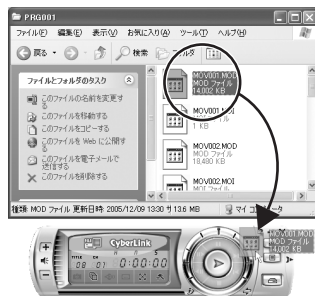 PRG001
ファイル(F) 編集(E) 表示(V) お気に入り(A) ツール(T) ヘルプ(H)
戻る 検索 フォルダ
ファイルとフォルダのタスク
このファイルの名前を変更する
このファイルを移動する
このファイルをコピーする
このファイルを Web に公開する
このファイルを電子メールで送信する
このファイルを削除する
MOV001.MOD
MOD ファイル
14,002 KB
MOV001.MOI
1 KB
MOV002.MOD
MOD ファイル
18,480 KB
MOV002.MOI
種類: MOD ファイル 更新日時: 2005/12/09 13:30 サ 13.6 MB マイ コ
CyberLink
TITLE
08 07 0:00:00
MOV001.MOD
MOD ファイル
14,002 KB